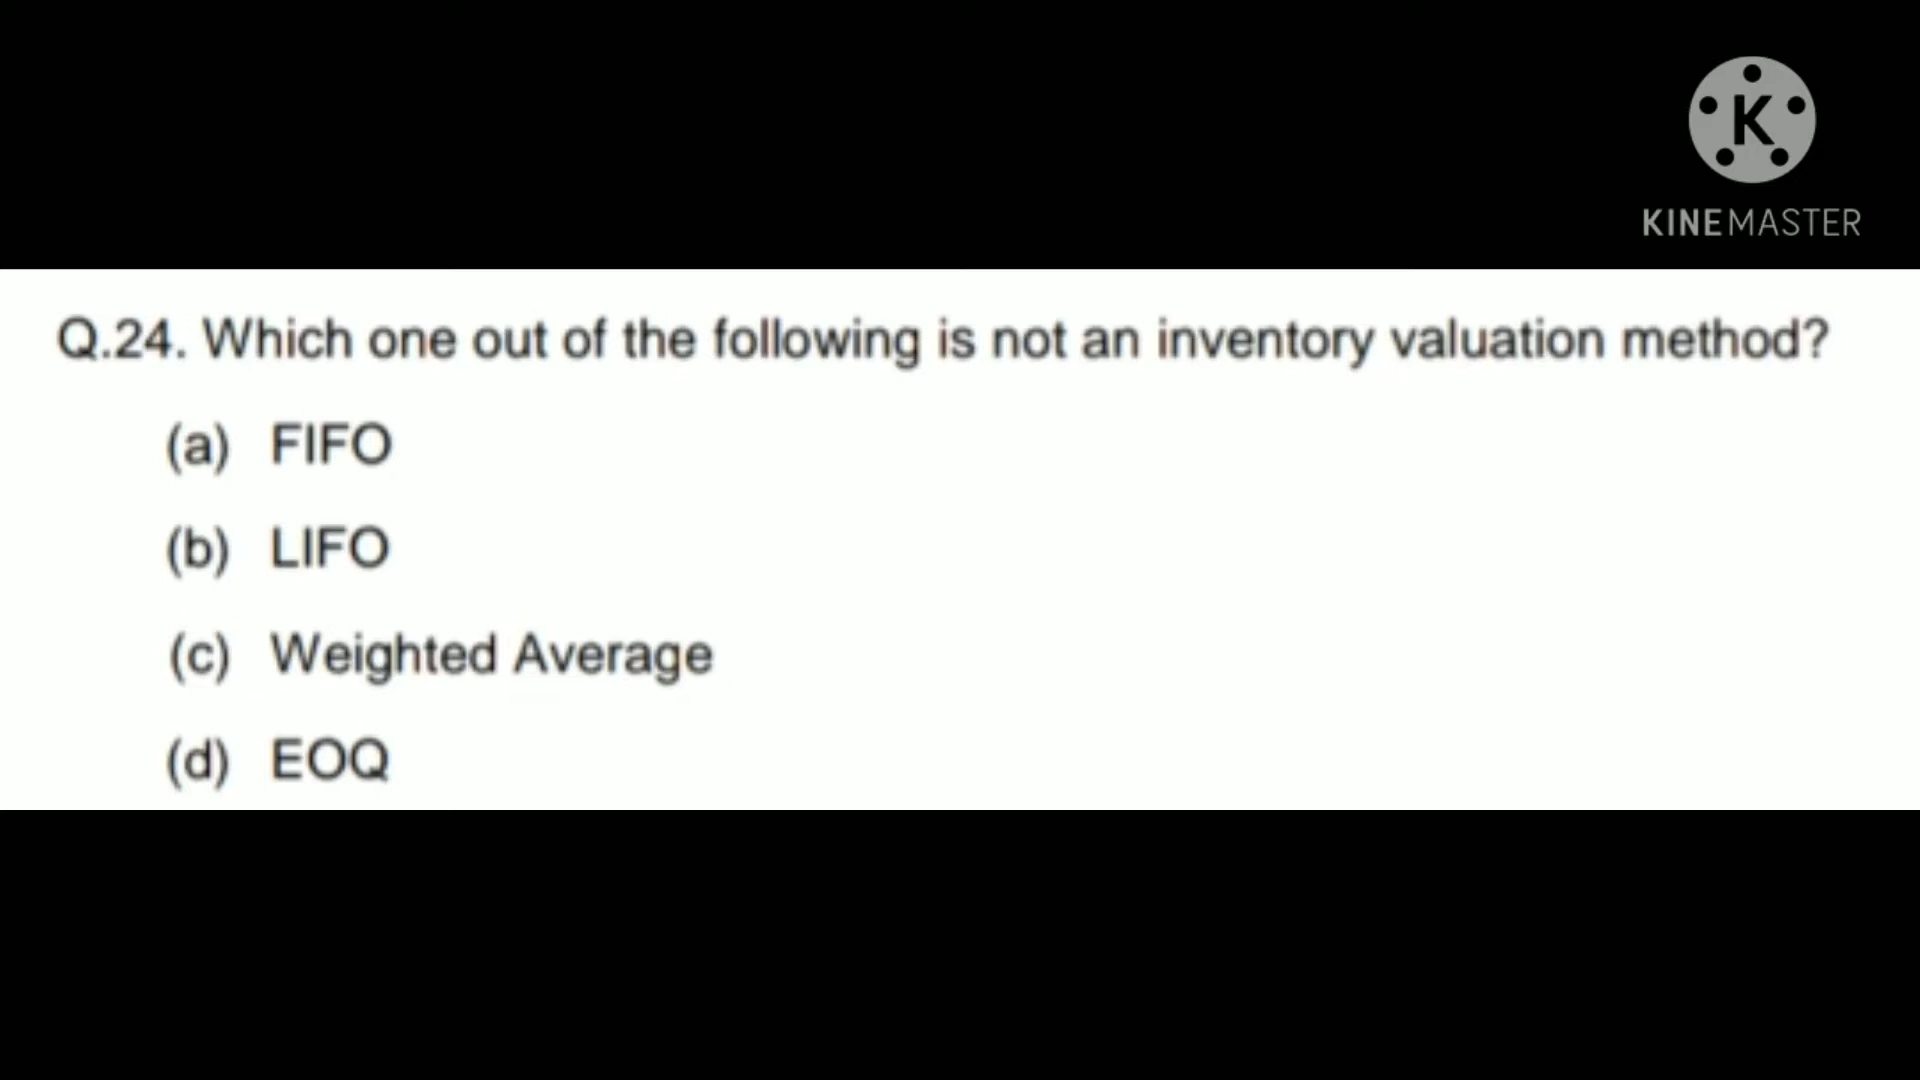 K
KINEMASTER
Q.24. Which one out of the following is not an inventory valuation method?
(a) FIFO
(b) LIFO
(c) Weighted Average
(d) EOQ